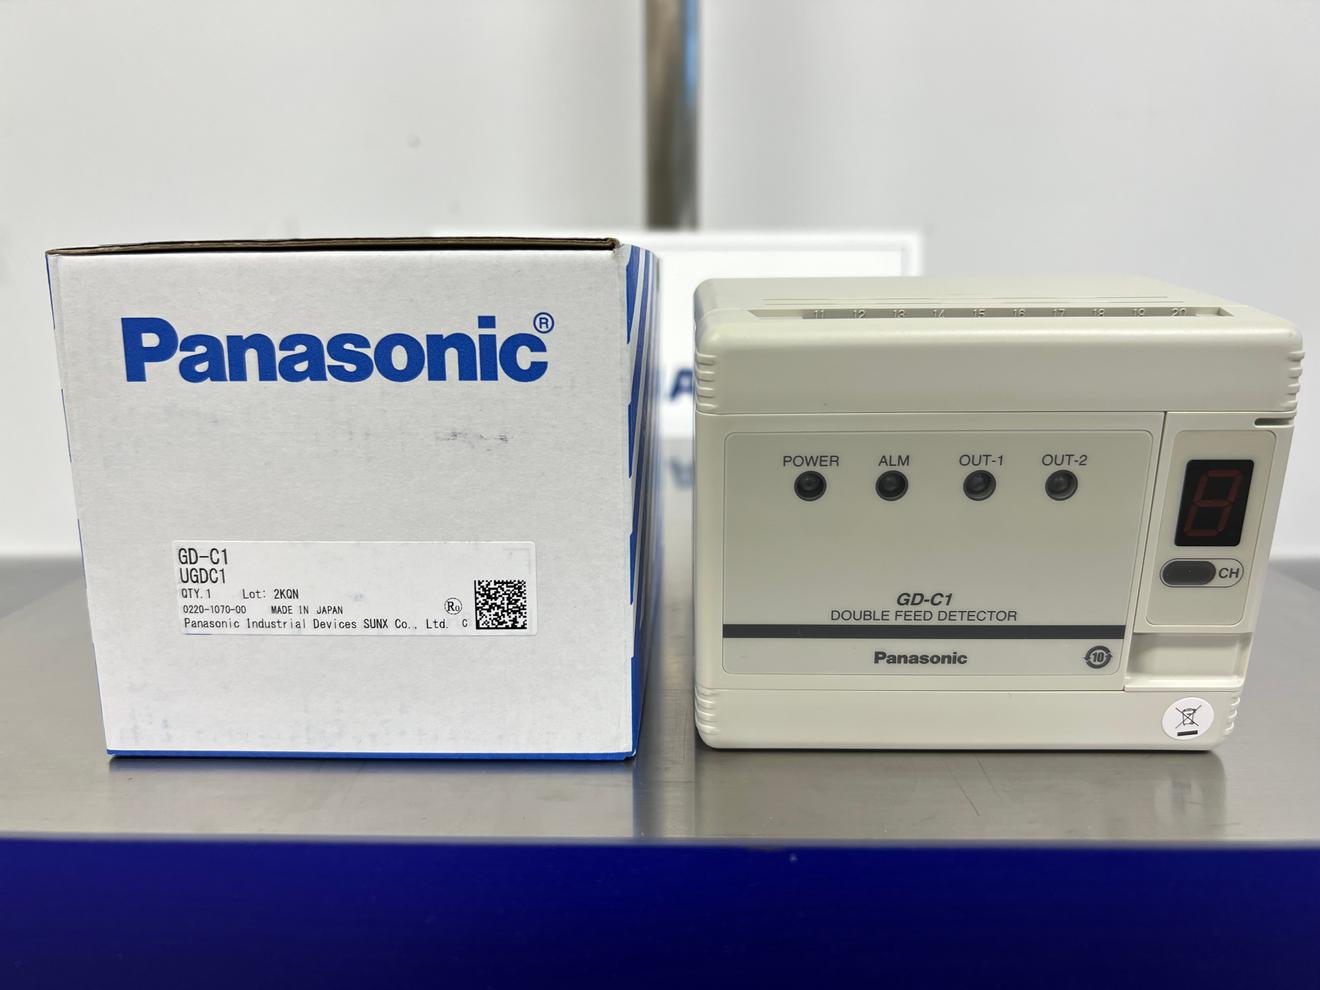 Panasonic®
GD-C1
UGDC1
QTY.1 Lot: 2KQN
0220-1070-00 MADE IN JAPAN
Panasonic Industrial Devices SUNX Co., Ltd. C
Ro
11 12 13 14 15 16 17 18 19 20
POWER ALM OUT-1 OUT-2
8
CH
GD-C1
DOUBLE FEED DETECTOR
Panasonic
10